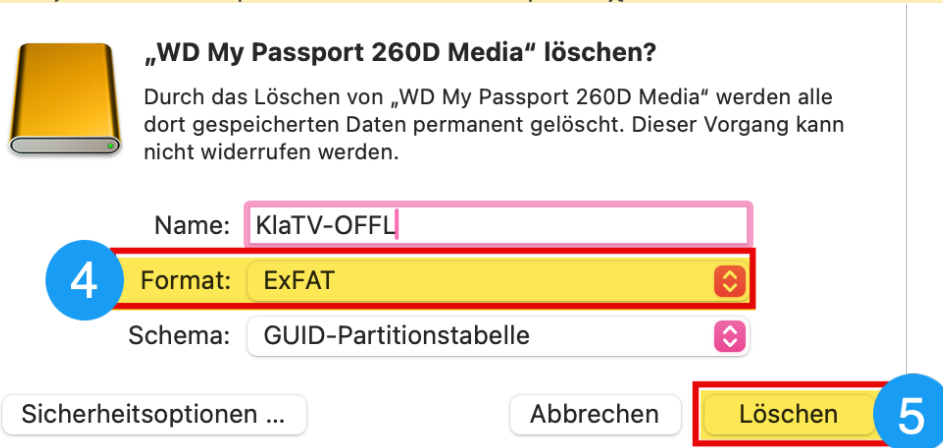 „WD My Passport 260D Media“ löschen?
Durch das Löschen von „WD My Passport 260D Media“ werden alle
dort gespeicherten Daten permanent gelöscht. Dieser Vorgang kann
nicht widerrufen werden.
Name: KlaTV-OFFL
4 Format: ExFAT
Schema: GUID-Partitionstabelle
Sicherheitsoptionen ... Abbrechen Löschen 5